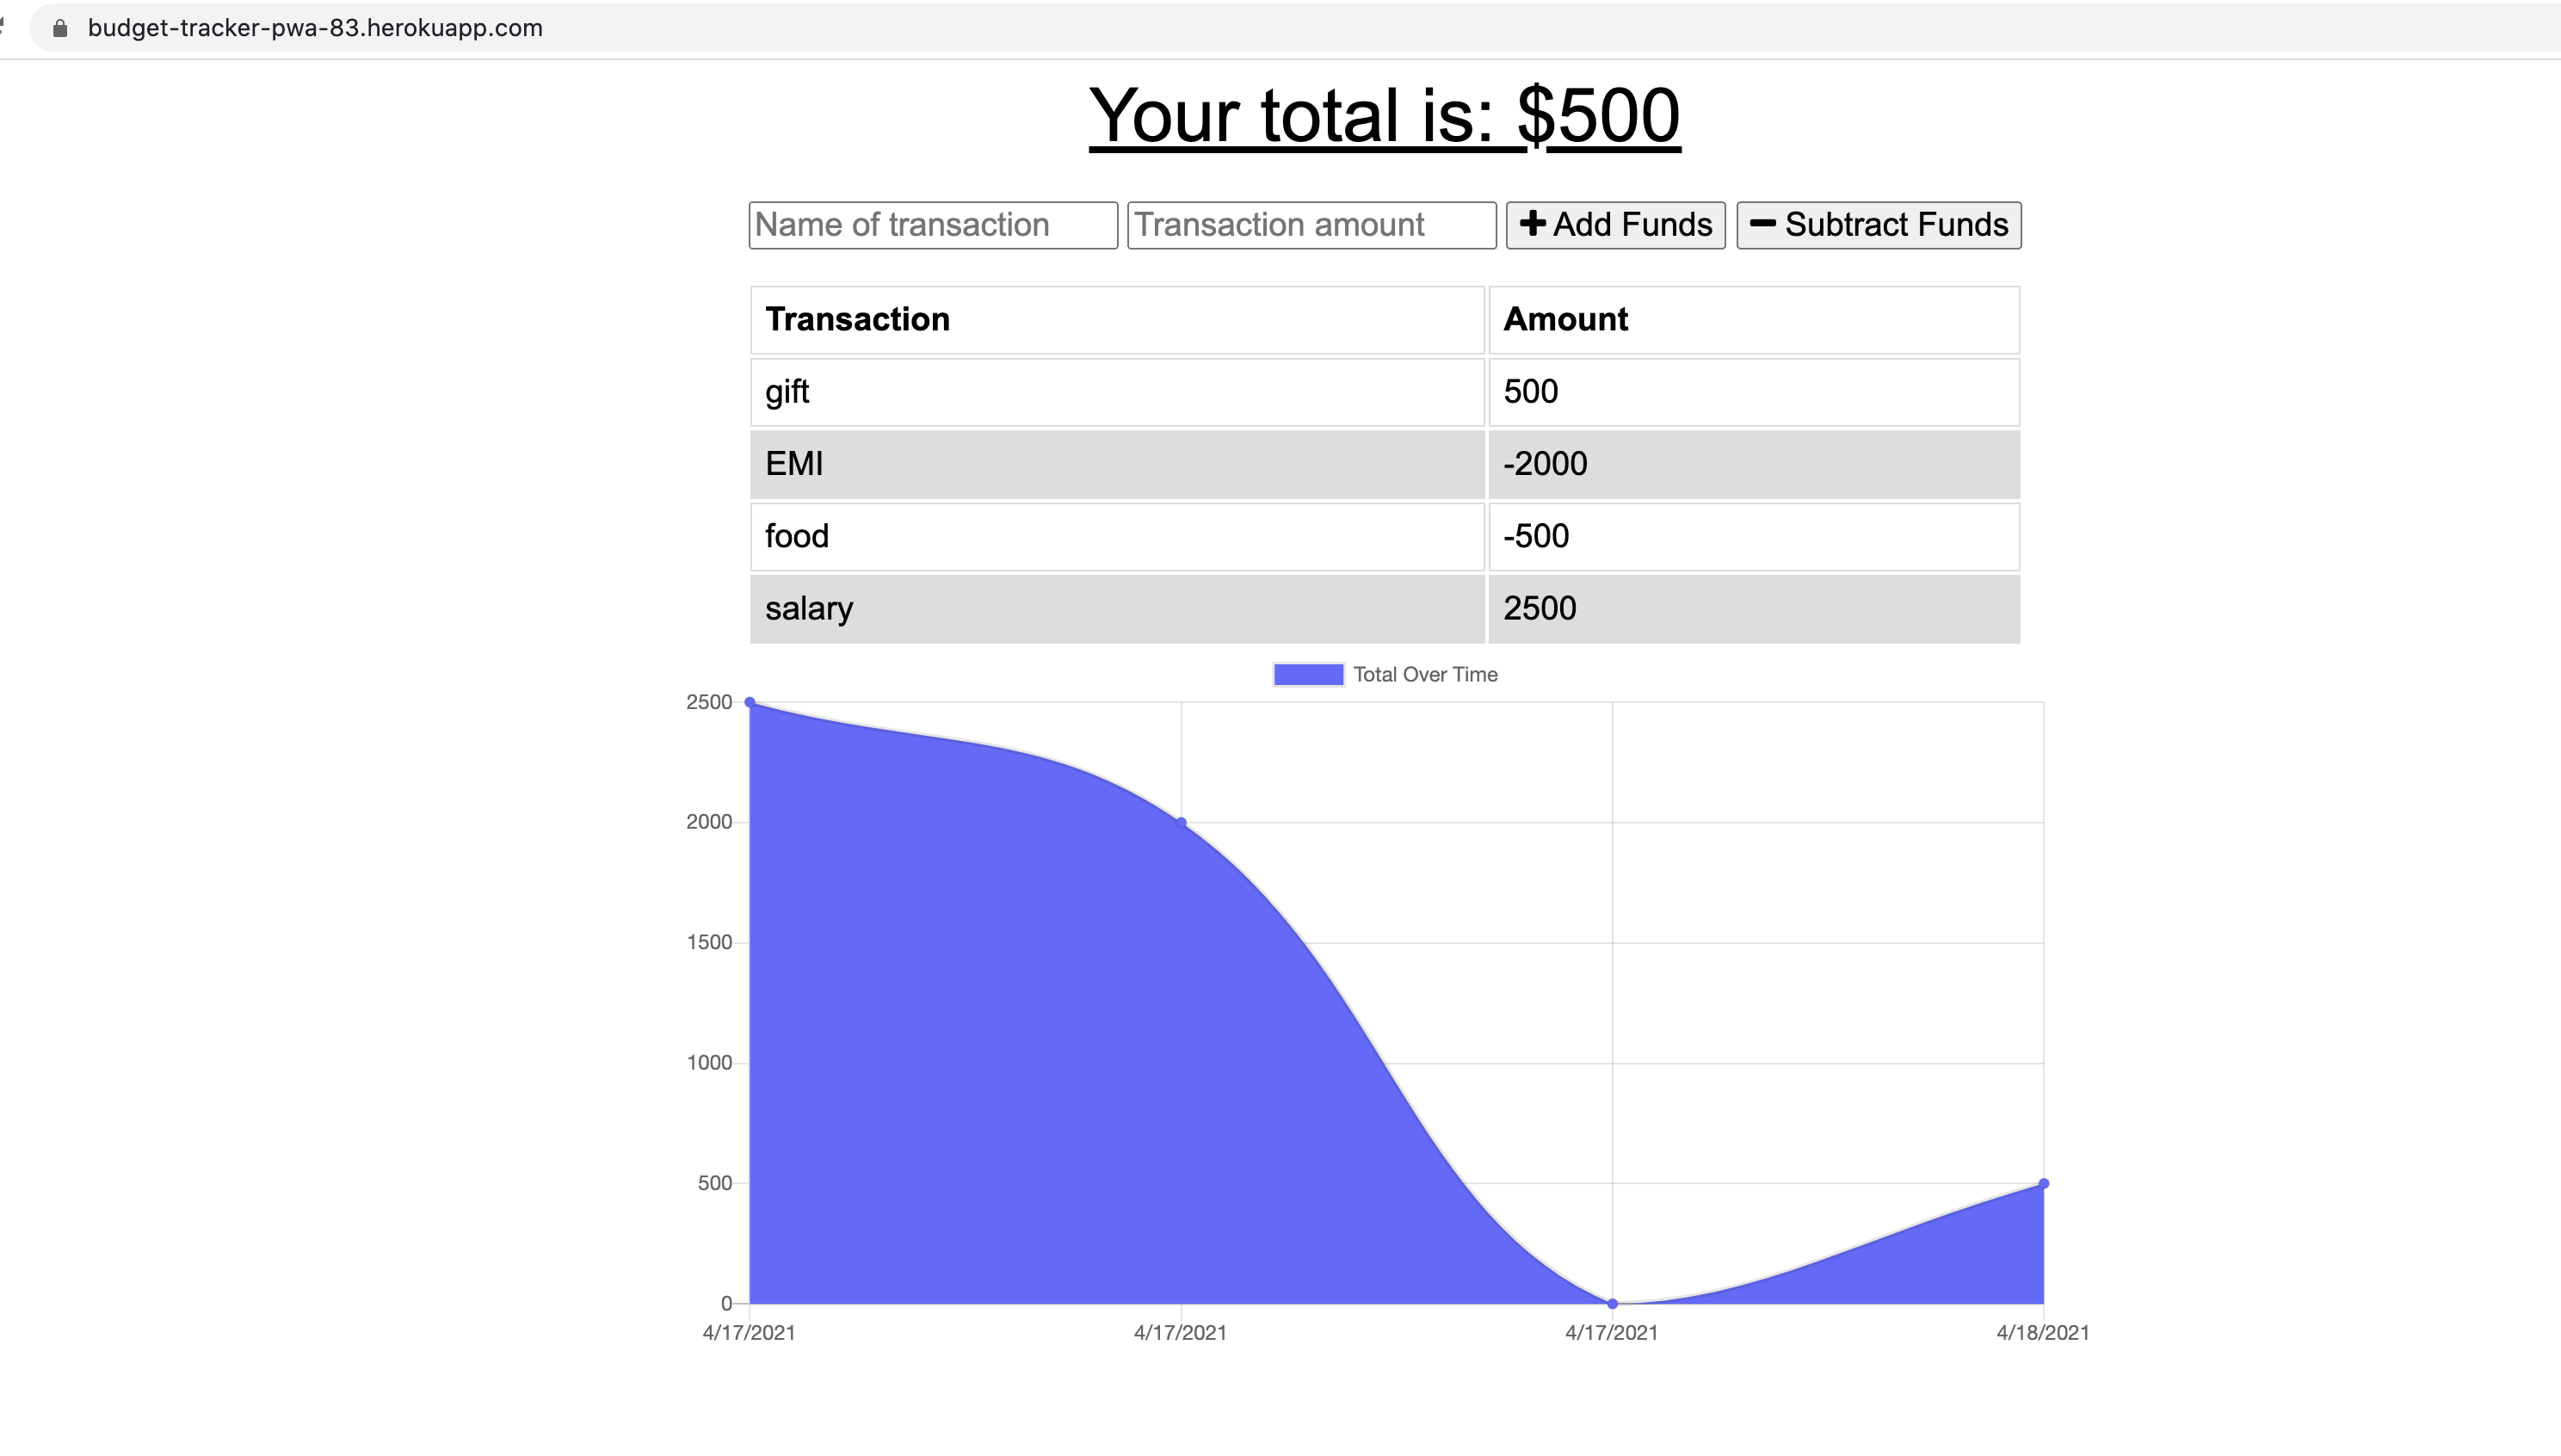 budget-tracker-pwa-83.herokuapp.com
Your total is: $500
Name of transaction Transaction amount + Add Funds − Subtract Funds
Transaction Amount
gift 500
EMI -2000
food -500
salary 2500
Total Over Time
2500
2000
1500
1000
500
0
4/17/2021 4/17/2021 4/17/2021 4/18/2021